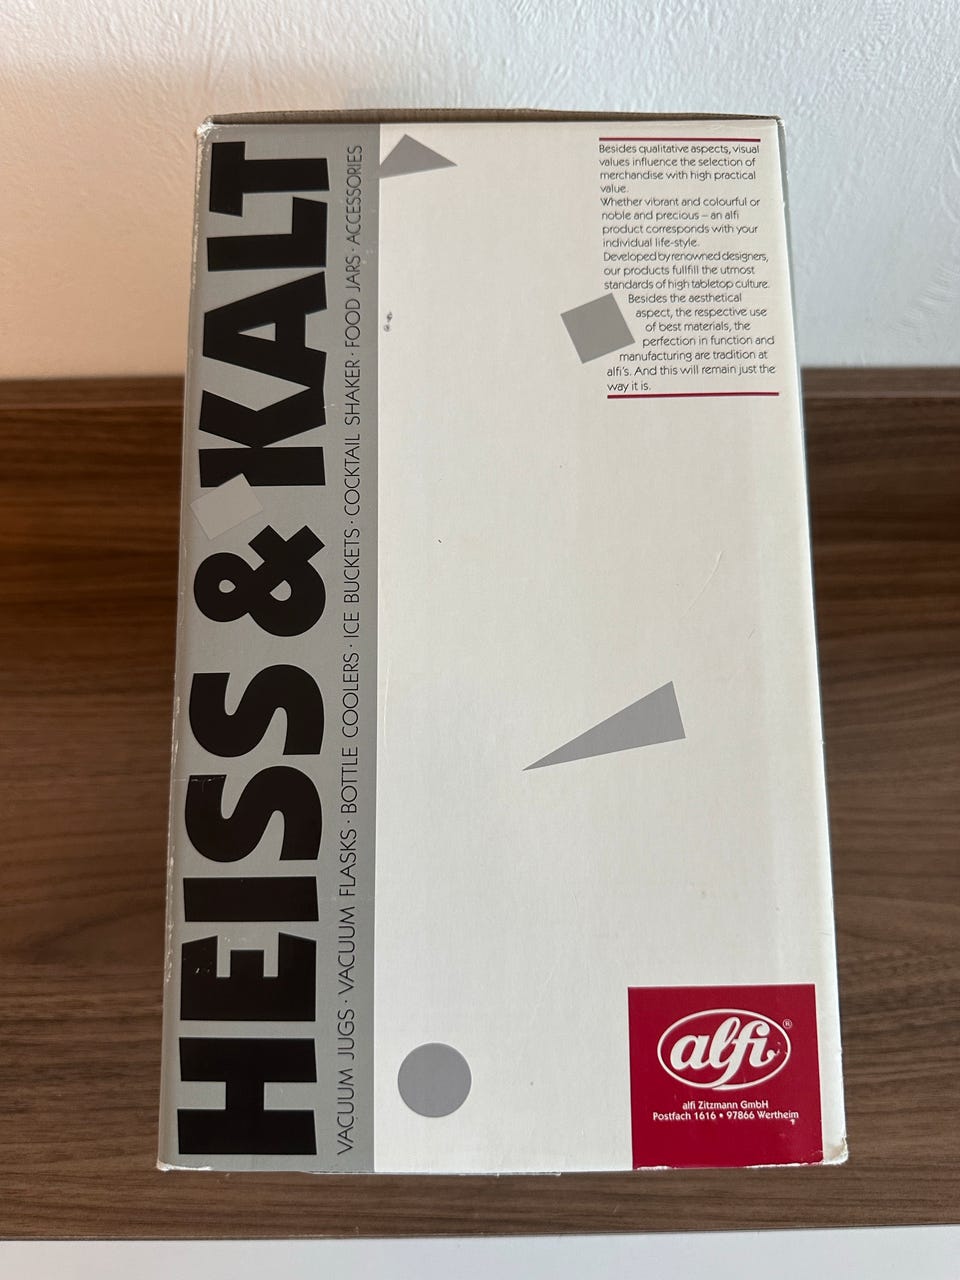 HEISS & KALT
VACUUM JUGS · VACUUM FLASKS · BOTTLE COOLERS · ICE BUCKETS · COCKTAIL SHAKER · FOOD JARS · ACCESSORIES
Besides qualitative aspects, visual
values influence the selection of
merchandise with high practical
value.
Whether vibrant and colourful or
noble and precious – an alfi
product corresponds with your
individual life-style.
Developed by renowned designers,
our products fullfill the utmost
standards of high tabletop culture.
Besides the aesthetical
aspect, the respective use
of best materials, the
perfection in function and
manufacturing are tradition at
alfi's. And this will remain just the
way it is.
alfi®
alfi Zitzmann GmbH
Postfach 1616 • 97866 Wertheim